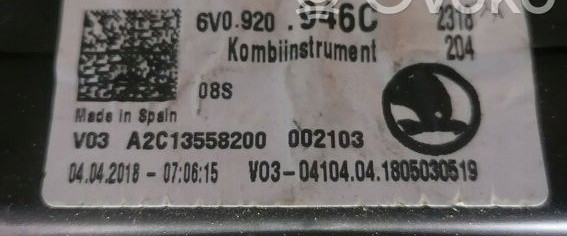 6V0.920 .946C 2318
Kombiinstrument 204
08S
Made in Spain
V03 A2C13558200 002103
04.04.2018 - 07:06:15 V03-04104.04.1805030519